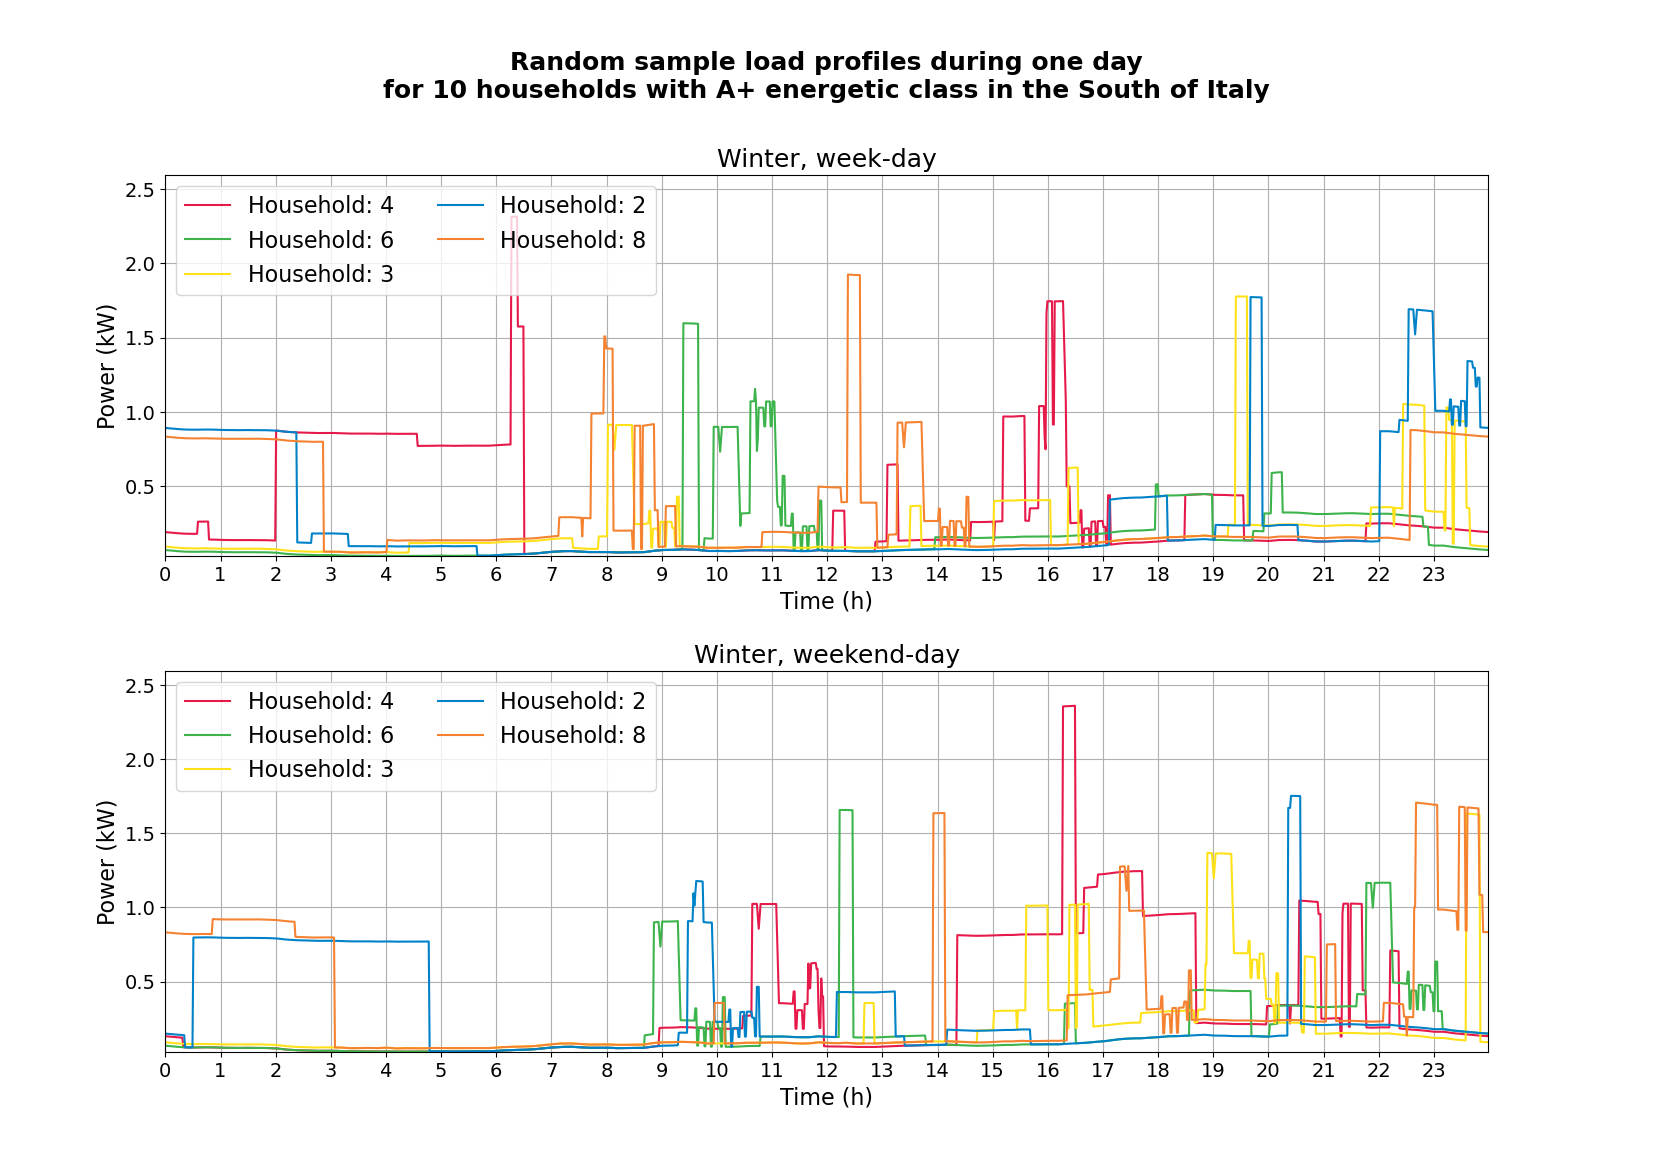 Random sample load profiles during one day
for 10 households with A+ energetic class in the South of Italy
Winter, week-day
Household: 4
Household: 6
Household: 3
Household: 2
Household: 8
2.5
2.0
1.5
1.0
0.5
Power (kW)
0 1 2 3 4 5 6 7 8 9 10 11 12 13 14 15 16 17 18 19 20 21 22 23
Time (h)
Winter, weekend-day
Household: 4
Household: 6
Household: 3
Household: 2
Household: 8
2.5
2.0
1.5
1.0
0.5
Power (kW)
0 1 2 3 4 5 6 7 8 9 10 11 12 13 14 15 16 17 18 19 20 21 22 23
Time (h)